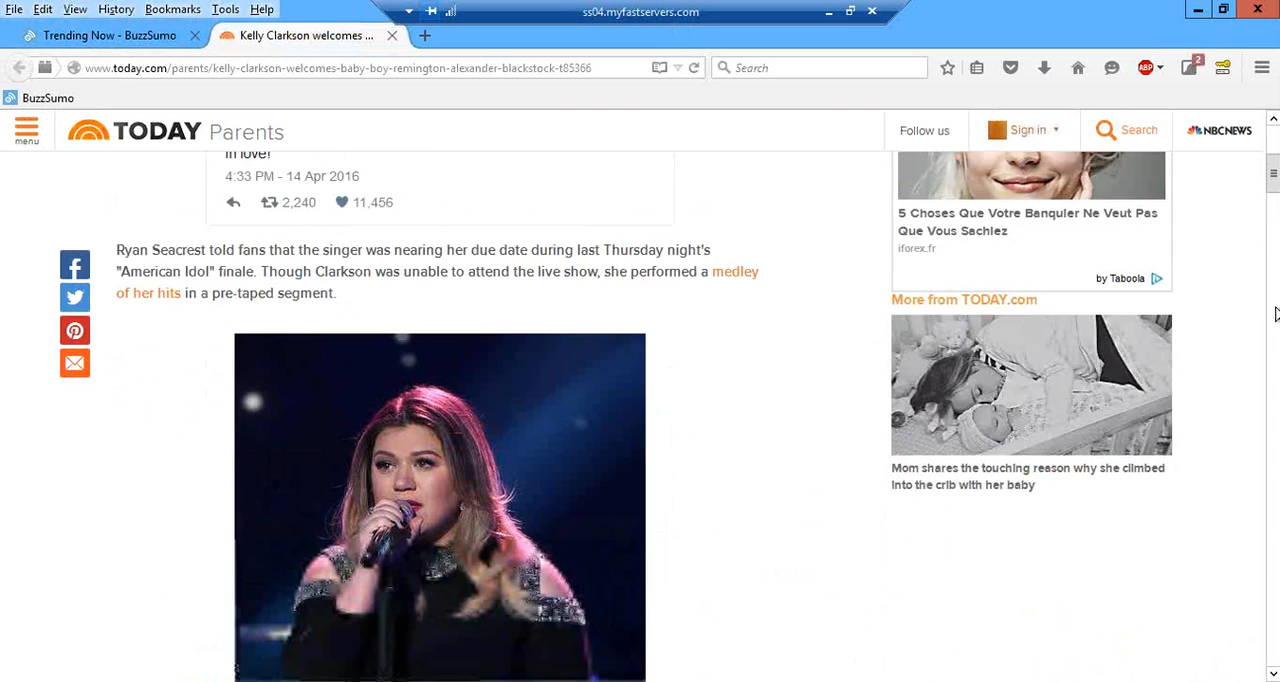 File Edit View History Bookmarks Tools Help
ss04.myfastservers.com
Trending Now - BuzzSumo
Kelly Clarkson welcomes ...
www.today.com/parents/kelly-clarkson-welcomes-baby-boy-remington-alexander-blackstock-t85366
Search
ABP
2
BuzzSumo
menu
TODAY Parents
Follow us
Sign in
Search
NBCNEWS
in love!
4:33 PM - 14 Apr 2016
2,240
11,456
Ryan Seacrest told fans that the singer was nearing her due date during last Thursday night's
"American Idol" finale. Though Clarkson was unable to attend the live show, she performed a medley
of her hits in a pre-taped segment.
5 Choses Que Votre Banquier Ne Veut Pas
Que Vous Sachiez
iforex.fr
by Taboola
More from TODAY.com
Mom shares the touching reason why she climbed
into the crib with her baby